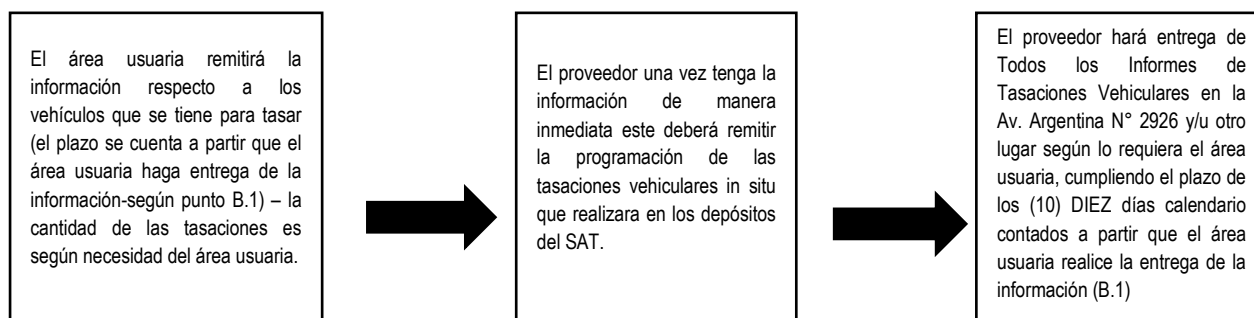 El área usuaria remitirá la
información respecto a los
vehículos que se tiene para tasar
(el plazo se cuenta a partir que el
área usuaria haga entrega de la
información-según punto B.1) – la
cantidad de las tasaciones es
según necesidad del área usuaria.
El proveedor una vez tenga la
información de manera
inmediata este deberá remitir
la programación de las
tasaciones vehiculares in situ
que realizara en los depósitos
del SAT.
El proveedor hará entrega de
Todos los Informes de
Tasaciones Vehiculares en la
Av. Argentina N° 2926 y/u otro
lugar según lo requiera el área
usuaria, cumpliendo el plazo de
los (10) DIEZ días calendario
contados a partir que el área
usuaria realice la entrega de la
información (B.1)